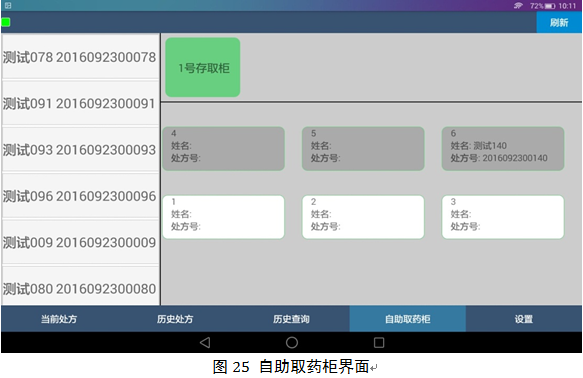 72% 10:11
刷新
测试078 2016092300078
测试091 2016092300091
测试093 2016092300093
测试096 2016092300096
测试009 2016092300009
测试080 2016092300080
1号存取柜
4
姓名:
处方号:
5
姓名:
处方号:
6
姓名: 测试140
处方号: 2016092300140
1
姓名:
处方号:
2
姓名:
处方号:
3
姓名:
处方号:
当前处方 历史处方 历史查询 自助取药柜 设置
图 25 自助取药柜界面